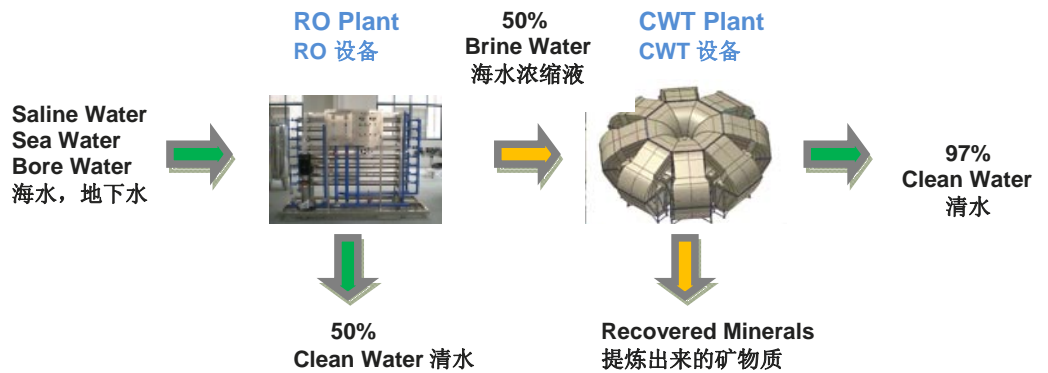 RO Plant
RO 设备
50%
Brine Water
海水浓缩液
CWT Plant
CWT 设备
Saline Water
Sea Water
Bore Water
海水，地下水
97%
Clean Water
清水
50%
Clean Water 清水
Recovered Minerals
提炼出来的矿物质